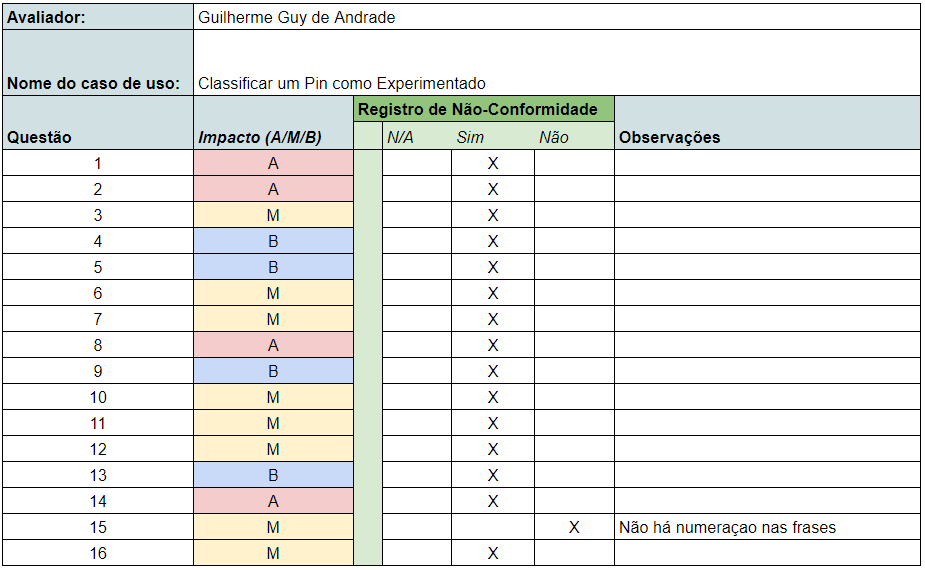 Avaliador: Guilherme Guy de Andrade
Nome do caso de uso: Classificar um Pin como Experimentado
Registro de Não-Conformidade
Questão Impacto (A/M/B) N/A Sim Não Observações
1 A X
2 A X
3 M X
4 B X
5 B X
6 M X
7 M X
8 A X
9 B X
10 M X
11 M X
12 M X
13 B X
14 A X
15 M X Não há numeraçao nas frases
16 M X